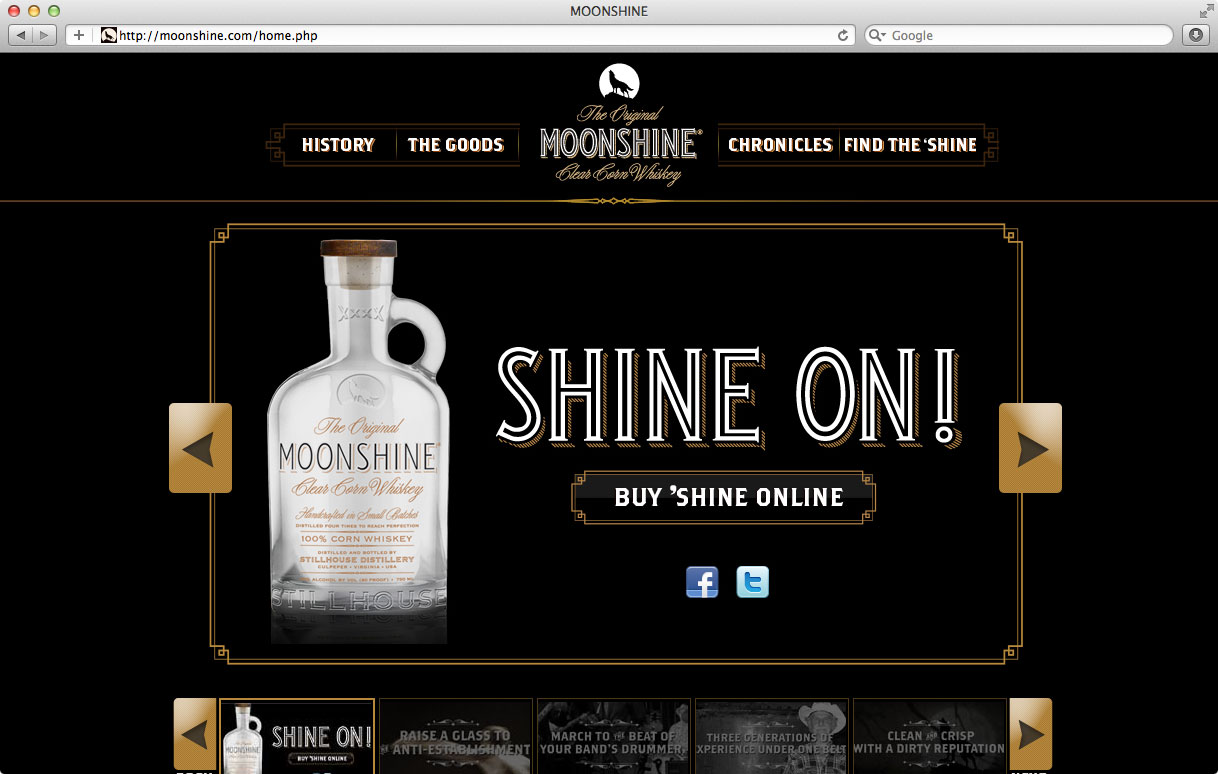 MOONSHINE
http://moonshine.com/home.php
Google
The Original
MOONSHINE®
Clear Corn Whiskey
HISTORY
THE GOODS
CHRONICLES
FIND THE ‘SHINE
XXXX
The Original
MOONSHINE
Clear Corn Whiskey
Handcrafted in Small Batches
DISTILLED FOUR TIMES TO REACH PERFECTION
100% CORN WHISKEY
DISTILLED AND BOTTLED BY
STILLHOUSE DISTILLERY
CULPEPER • VIRGINIA • USA
ALCOHOL BY VOL (80 PROOF) • 750 ML
STILLHOUSE
SHINE ON!
BUY ’SHINE ONLINE
f
t
MOONSHINE
SHINE ON!
BUY ’SHINE ONLINE
RAISE A GLASS TO
THE ANTI-ESTABLISHMENT
MARCH TO THE BEAT OF
YOUR BAND'S DRUMMER
THREE GENERATIONS OF
XPERIENCE UNDER ONE BELT
CLEAN AND CRISP
WITH A DIRTY REPUTATION